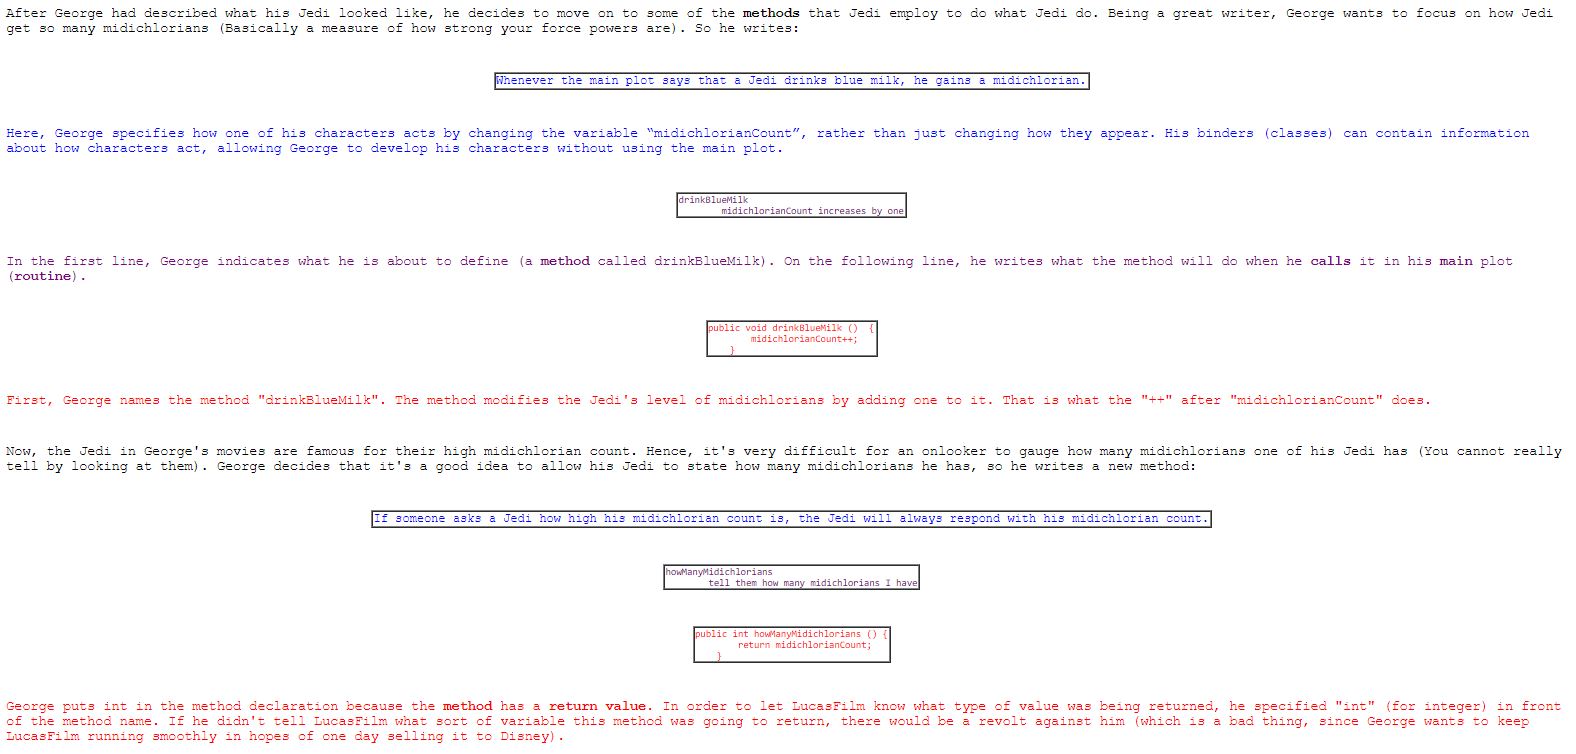 After George had described what his Jedi looked like, he decides to move on to some of the methods that Jedi employ to do what Jedi do. Being a great writer, George wants to focus on how Jedi
get so many midichlorians (Basically a measure of how strong your force powers are). So he writes:
Whenever the main plot says that a Jedi drinks blue milk, he gains a midichlorian.
Here, George specifies how one of his characters acts by changing the variable “midichlorianCount”, rather than just changing how they appear. His binders (classes) can contain information
about how characters act, allowing George to develop his characters without using the main plot.
drinkBlueMilk
midichlorianCount increases by one
In the first line, George indicates what he is about to define (a method called drinkBlueMilk). On the following line, he writes what the method will do when he calls it in his main plot
(routine).
public void drinkBlueMilk ()  {
midichlorianCount++;
}
First, George names the method "drinkBlueMilk". The method modifies the Jedi's level of midichlorians by adding one to it. That is what the "++" after "midichlorianCount" does.
Now, the Jedi in George's movies are famous for their high midichlorian count. Hence, it's very difficult for an onlooker to gauge how many midichlorians one of his Jedi has (You cannot really
tell by looking at them). George decides that it's a good idea to allow his Jedi to state how many midichlorians he has, so he writes a new method:
If someone asks a Jedi how high his midichlorian count is, the Jedi will always respond with his midichlorian count.
howManyMidichlorians
tell them how many midichlorians I have
public int howManyMidichlorians () {
return midichlorianCount;
}
George puts int in the method declaration because the method has a return value. In order to let LucasFilm know what type of value was being returned, he specified "int" (for integer) in front
of the method name. If he didn't tell LucasFilm what sort of variable this method was going to return, there would be a revolt against him (which is a bad thing, since George wants to keep
LucasFilm running smoothly in hopes of one day selling it to Disney).